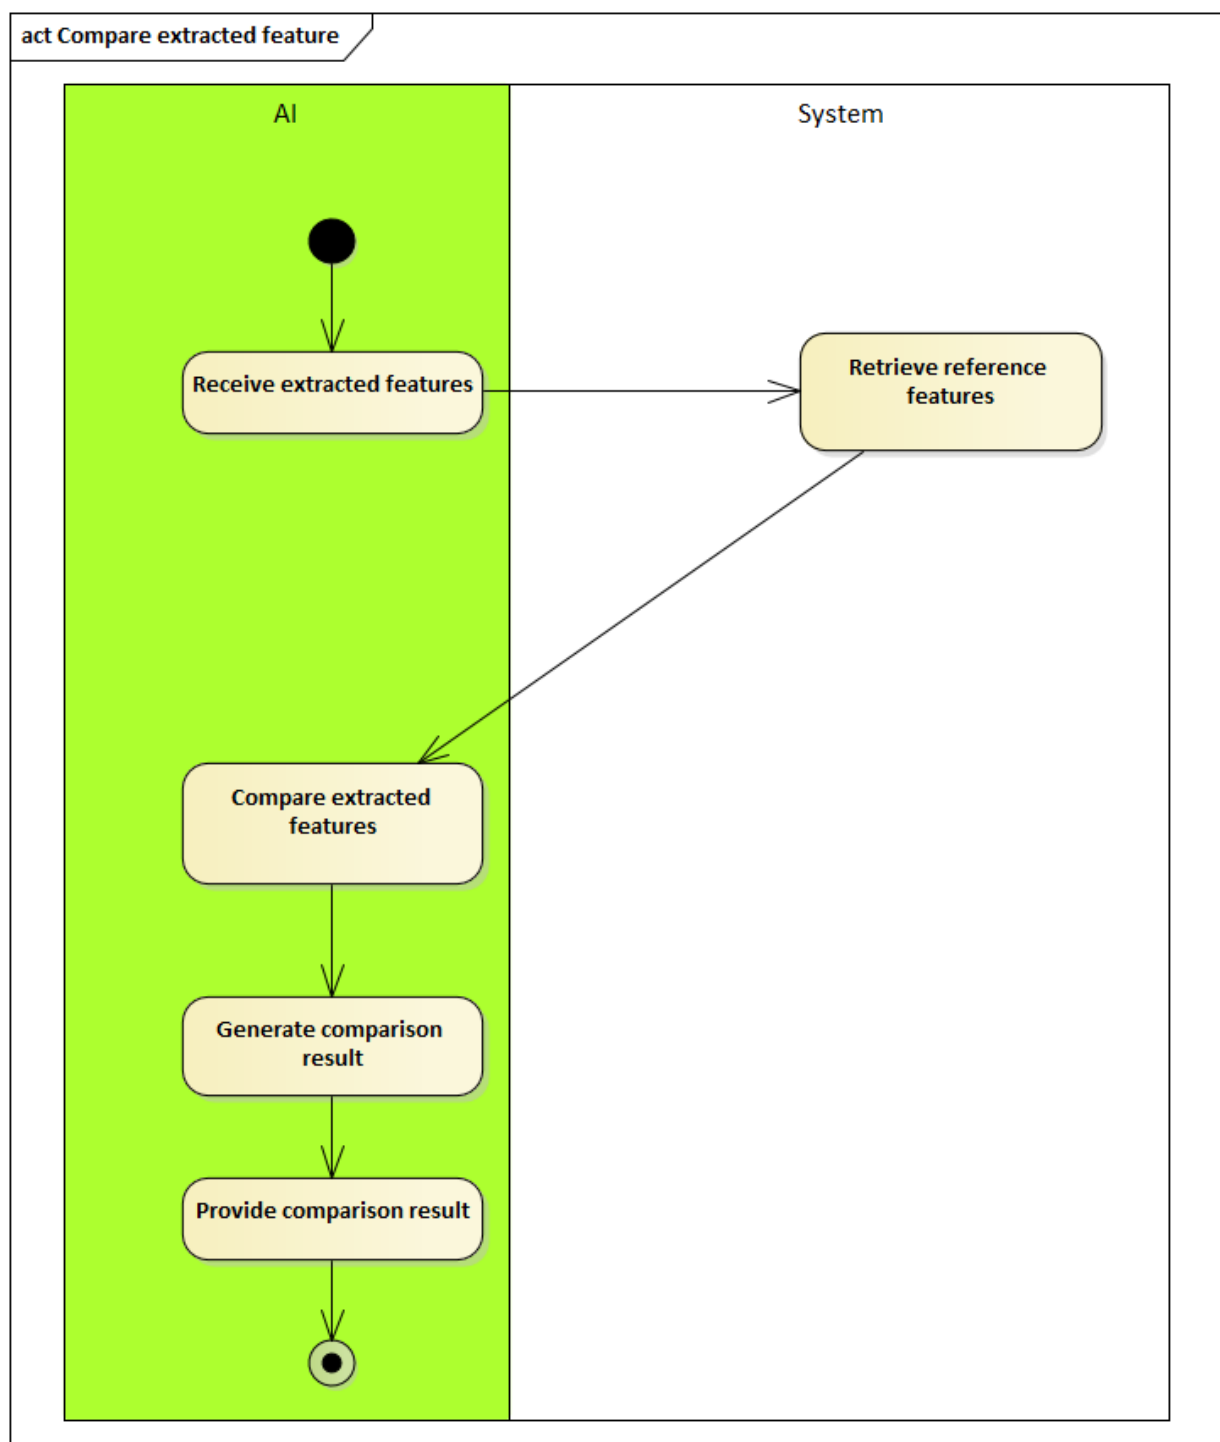 act Compare extracted feature
AI
System
Receive extracted features
Retrieve reference
features
Compare extracted
features
Generate comparison
result
Provide comparison result